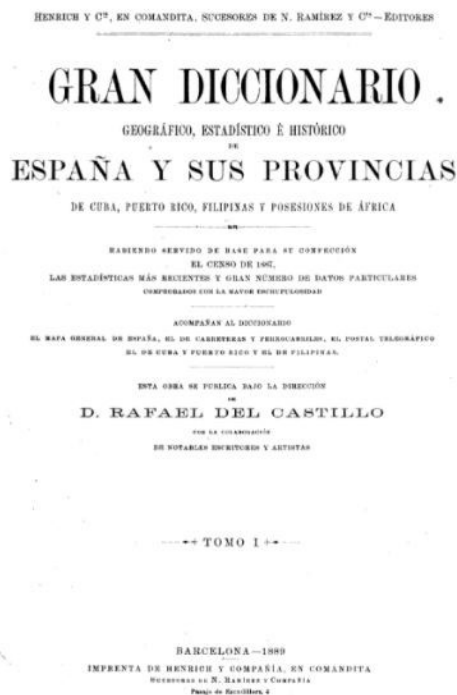 HENRICH Y Cª, EN COMANDITA, SUCESORES DE N. RAMÍREZ Y Cª – EDITORES
GRAN DICCIONARIO
GEOGRÁFICO, ESTADÍSTICO É HISTÓRICO
DE
ESPAÑA Y SUS PROVINCIAS
DE CUBA, PUERTO RICO, FILIPINAS Y POSESIONES DE ÁFRICA
HABIENDO SERVIDO DE BASE PARA SU CONFECCIÓN
EL CENSO DE 1887,
LAS ESTADÍSTICAS MÁS RECIENTES Y GRAN NÚMERO DE DATOS PARTICULARES
COMPROBADOS CON LA MAYOR ESCRUPULOSIDAD
ACOMPAÑAN AL DICCIONARIO
EL MAPA GENERAL DE ESPAÑA, EL DE CARRETERAS Y FERROCARRILES, EL POSTAL TELEGRÁFICO
EL DE CUBA Y PUERTO RICO Y EL DE FILIPINAS.
ESTA OBRA SE PUBLICA BAJO LA DIRECCIÓN
DE
D. RAFAEL DEL CASTILLO
CON LA COLABORACIÓN
DE NOTABLES ESCRITORES Y ARTISTAS
TOMO I
BARCELONA—1889
IMPRENTA DE HENRICH Y COMPAÑÍA, EN COMANDITA
SUCESORES DE N. RAMÍREZ Y COMPAÑÍA
Pasaje de Escudillers, 4